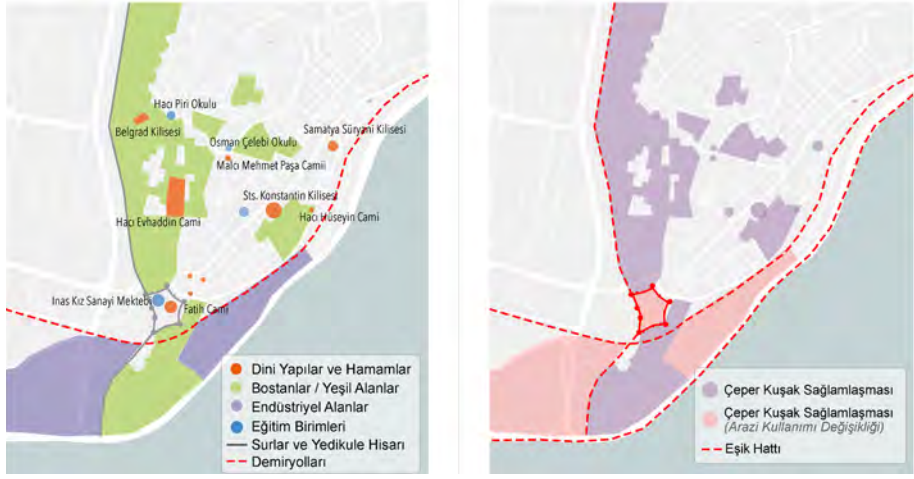 Hacı Piri Okulu
Belgrad Kilisesi
Osman Çelebi Okulu
Samatya Süryani Kilisesi
Malcı Mehmet Paşa Camii
Sts. Konstantin Kilisesi
Hacı Evhaddin Cami
Hacı Hüseyin Cami
Inas Kız Sanayi Mektebi
Fatih Cami
Dini Yapılar ve Hamamlar
Bostanlar / Yeşil Alanlar
Endüstriyel Alanlar
Eğitim Birimleri
Surlar ve Yedikule Hisarı
Demiryolları
Çeper Kuşak Sağlamlaşması
Çeper Kuşak Sağlamlaşması
(Arazi Kullanımı Değişikliği)
Eşik Hattı